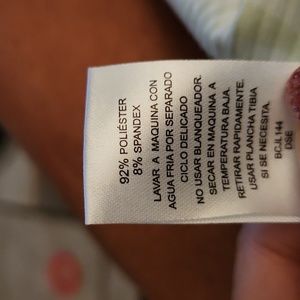 92% POLIÉSTER
8% SPANDEX
LAVAR A MAQUINA CON
AGUA FRIA POR SEPARADO
CICLO DELICADO
NO USAR BLANQUEADOR.
SECAR EN MAQUINA A
TEMPERATURA BAJA.
RETIRAR RAPIDAMENTE.
USAR PLANCHA TIBIA
SI SE NECESITA.
BCJL144
DSE